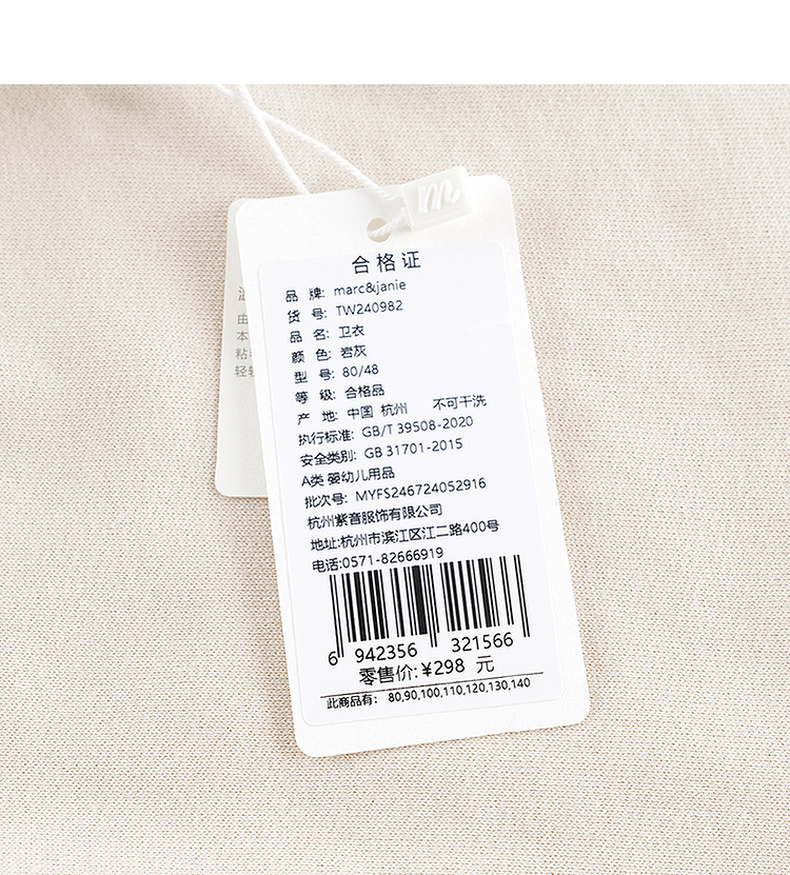 m
合格证
品 牌: marc&janie
货 号: TW240982
品 名: 卫衣
颜 色: 岩灰
型 号: 80/48
等 级: 合格品
产 地: 中国 杭州 不可干洗
执行标准: GB/T 39508-2020
安全类别: GB 31701-2015
A类 婴幼儿用品
批次号: MYFS246724052916
杭州紫音服饰有限公司
地址:杭州市滨江区江二路400号
电话:0571-82666919
6 942356 321566
零售价:¥298 元
此商品有: 80,90,100,110,120,130,140
由
本
粘
轻